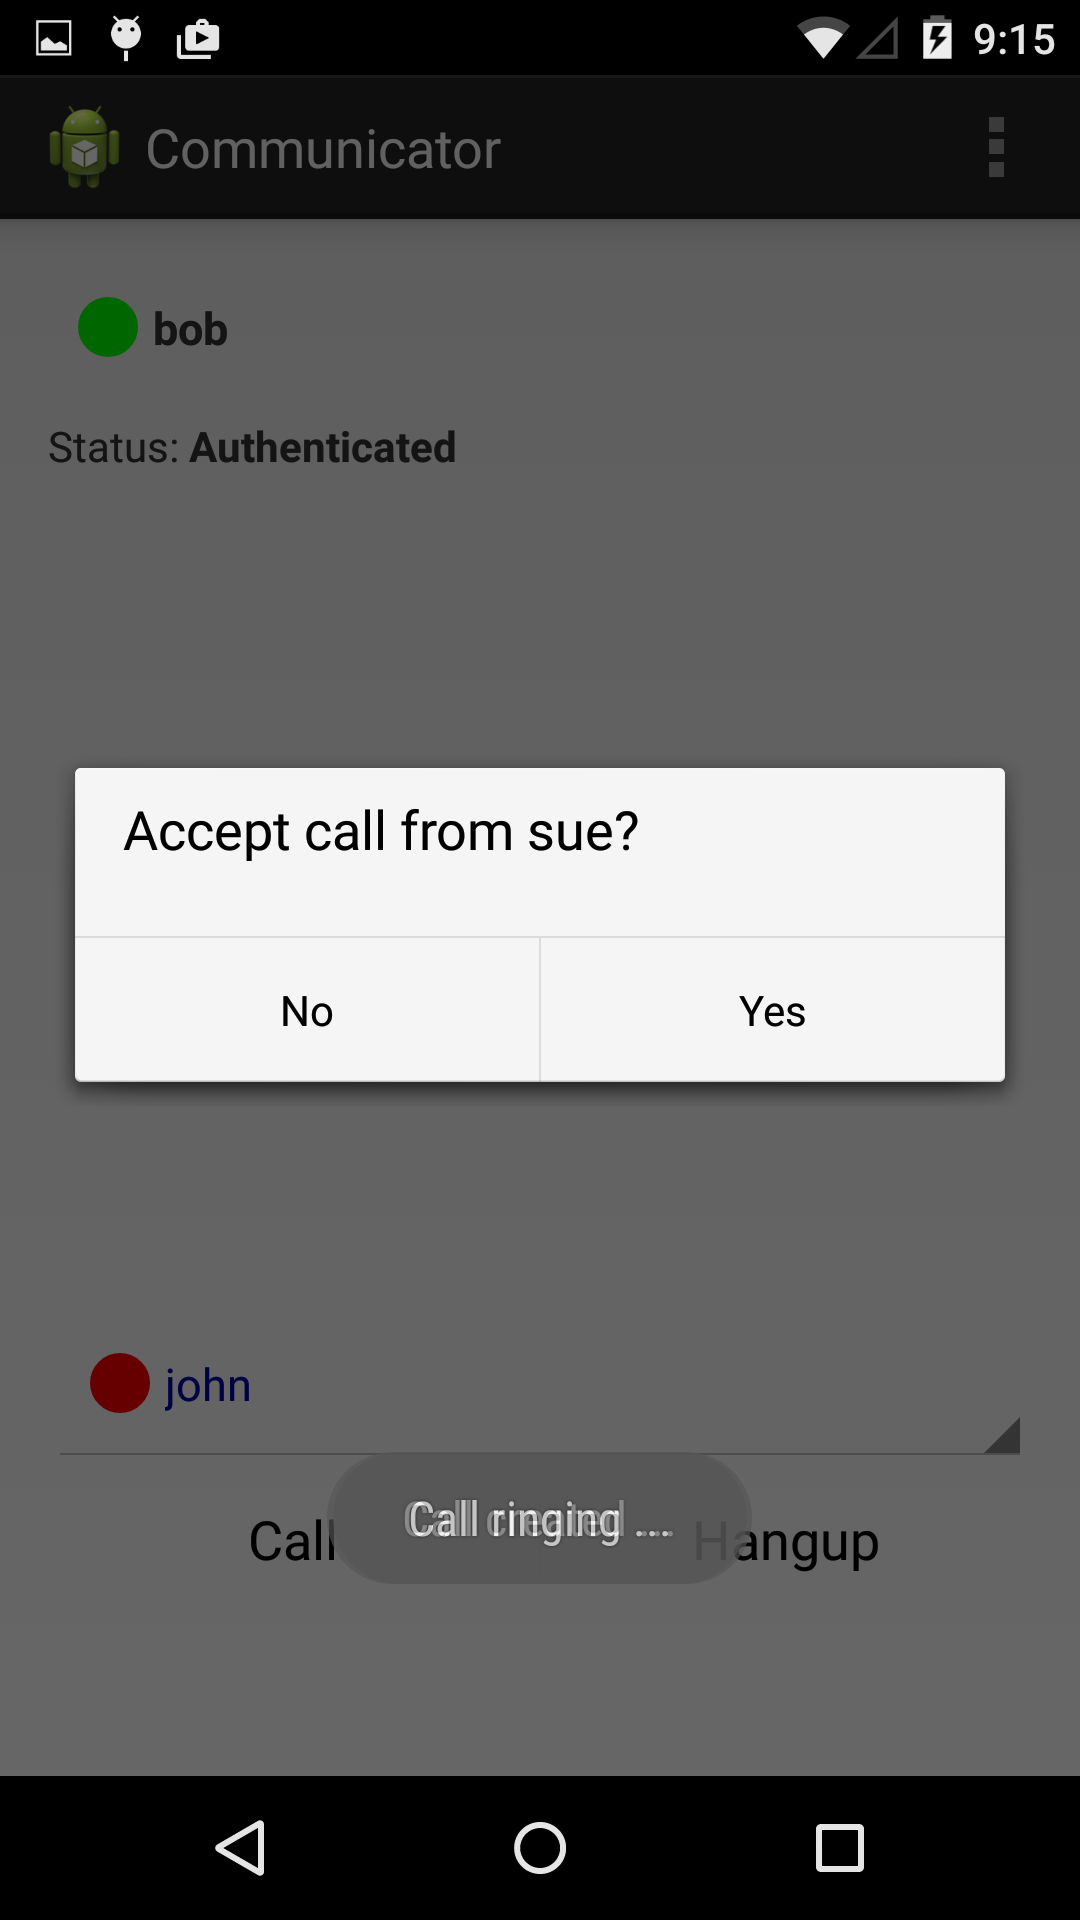 9:15
Communicator
bob
Status: Authenticated
Accept call from sue?
No
Yes
john
Call ringing ...
Call
Hangup